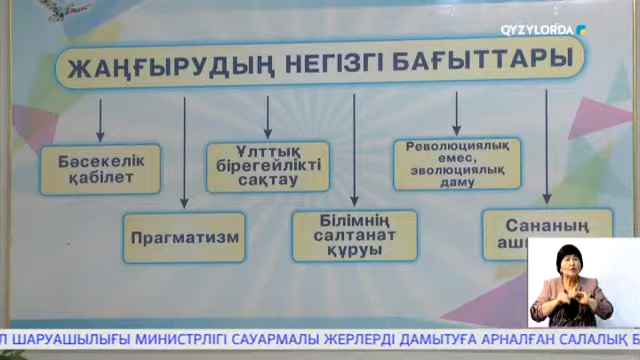 QYZYLORDA
ЖАҢҒЫРУДЫҢ НЕГІЗГІ БАҒЫТТАРЫ
Бәсекелік
қабілет
Ұлттық
бірегейлікті
сақтау
Революциялық
емес,
эволюциялық
даму
Прагматизм
Білімнің
салтанат
құруы
Сананың
ШАРУАШЫЛЫҒЫ МИНИСТРЛІГІ САУАРМАЛЫ ЖЕРЛЕРДІ ДАМЫТУҒА АРНАЛҒАН САЛАЛЫҚ